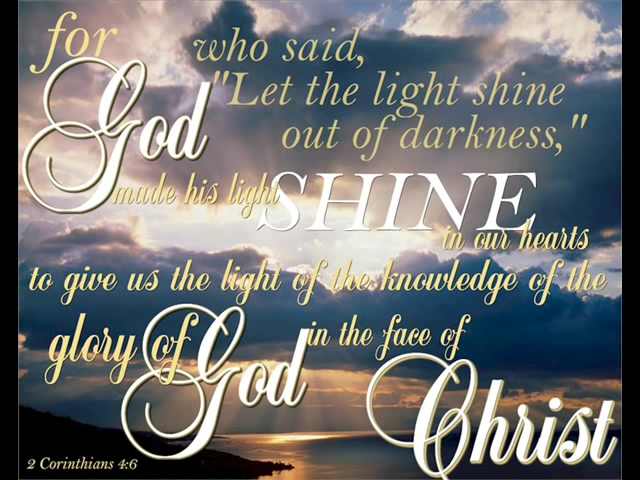 for
who said,
God
"Let the light shine
out of darkness,"
made his light SHINE
in our hearts
to give us the light of the knowledge of the
glory of God in the face of
Christ
2 Corinthians 4:6